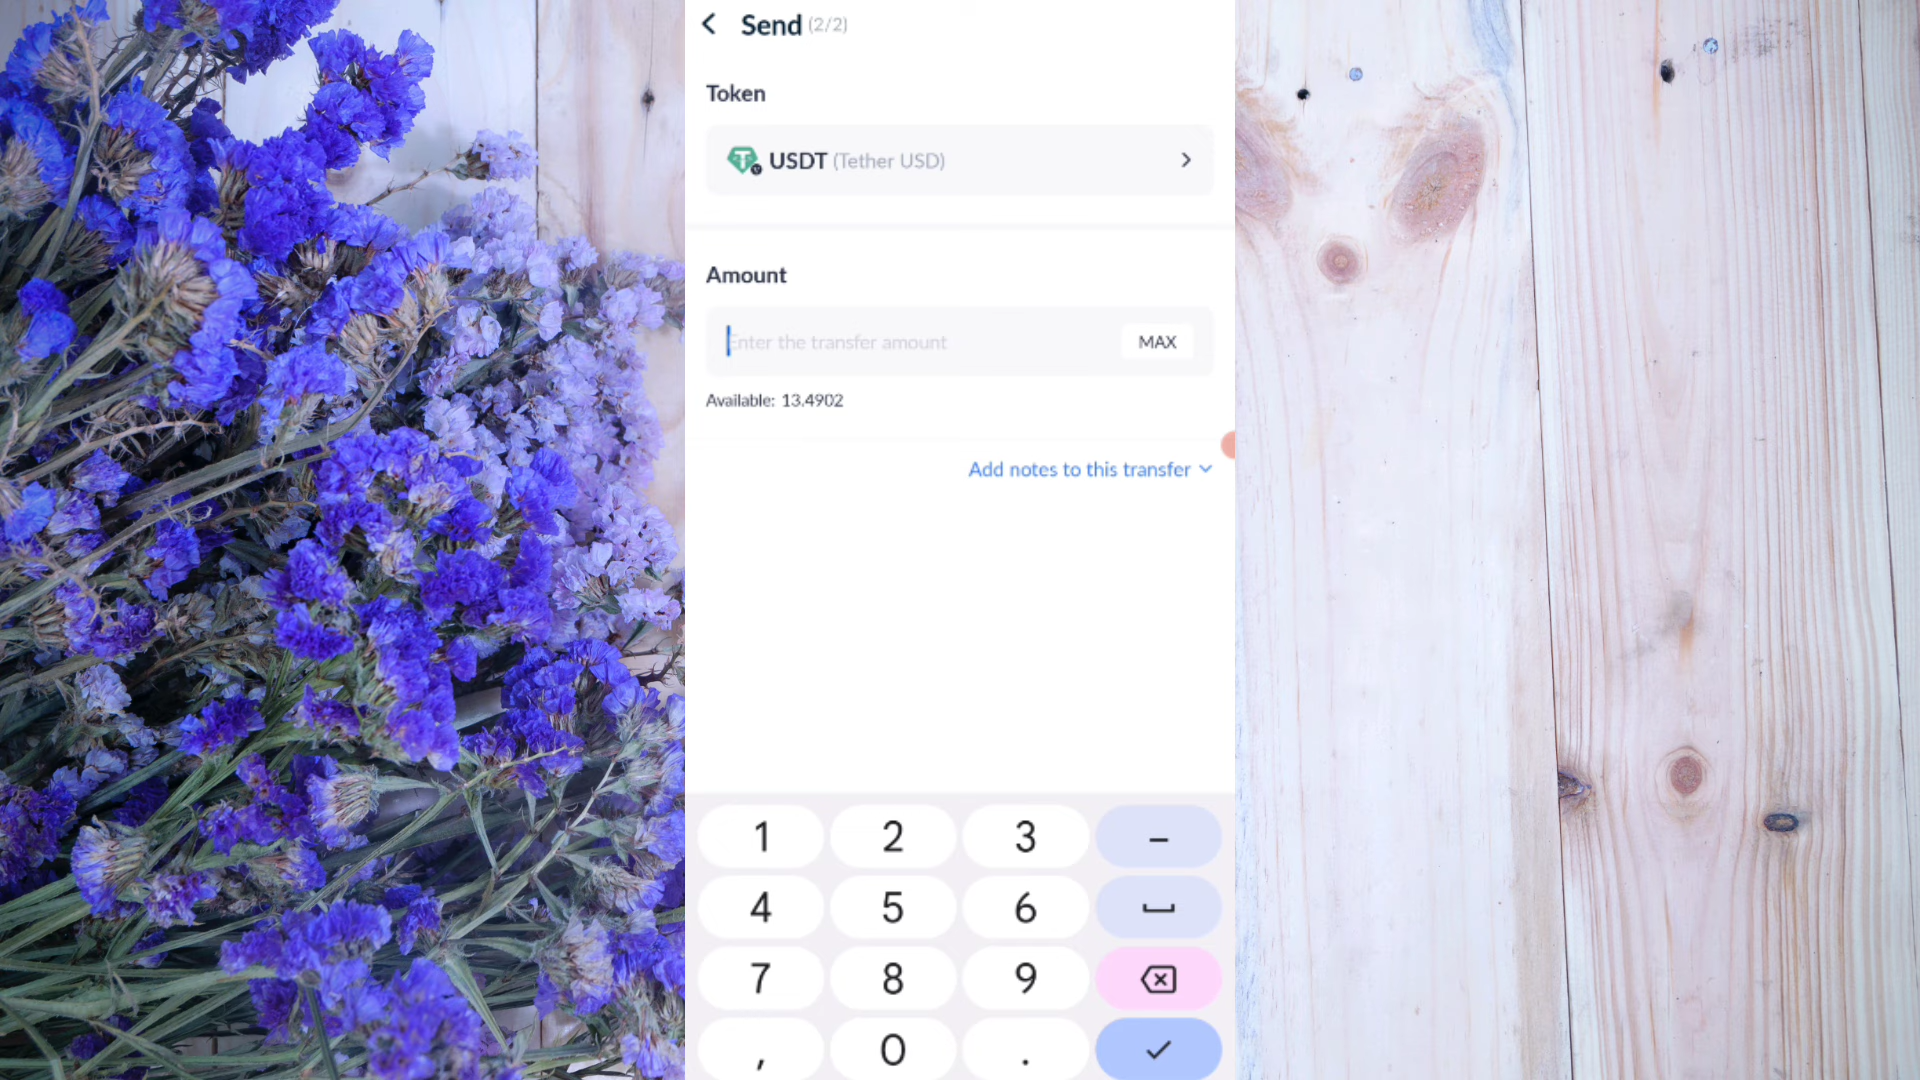 Send (2/2)
Token
USDT (Tether USD)
Amount
Enter the transfer amount
MAX
Available: 13.4902
Add notes to this transfer
1 2 3 –
4 5 6
7 8 9
, 0 .